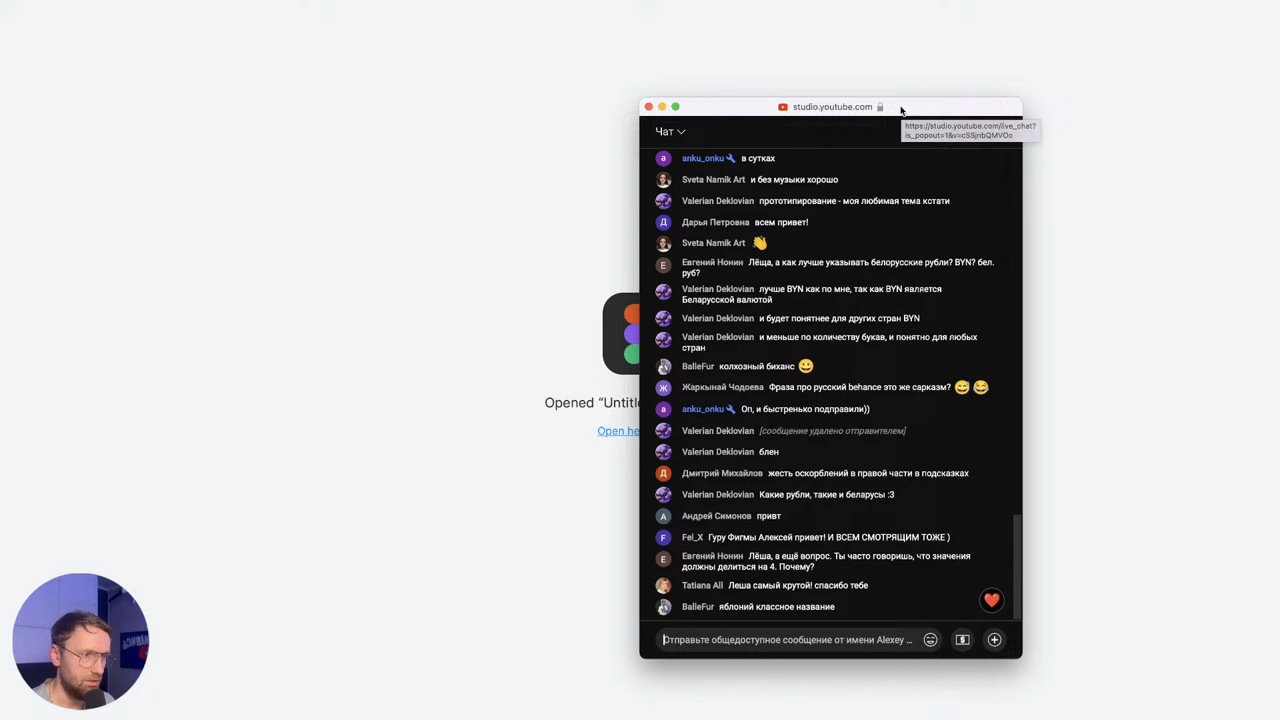 studio.youtube.com
https://studio.youtube.com/live_chat?
is_popout=1&v=cSSjnbQMVOo
Чат
anku_onku в сутках
Sveta Namik Art и без музыки хорошо
Valerian Deklovian прототипирование - моя любимая тема кстати
Дарья Петровна всем привет!
Sveta Namik Art 👋
Евгений Нонин Лёша, а как лучше указывать белорусские рубли? BYN? бел.
руб?
Valerian Deklovian лучше BYN как по мне, так как BYN является
Беларусской валютой
Valerian Deklovian и будет понятнее для других стран BYN
Valerian Deklovian и меньше по количеству букав, и понятно для любых
стран
BalleFur колхозный биханс 😀
Жаркынай Чодоева Фраза про русский behance это же сарказм? 😅 😂
anku_onku Оп, и быстренько подправили))
Valerian Deklovian [сообщение удалено отправителем]
Valerian Deklovian блен
Дмитрий Михайлов жесть оскорблений в правой части в подсказках
Valerian Deklovian Какие рубли, такие и беларусы :3
Андрей Симонов привт
Fel_X Гуру Фигмы Алексей привет! И ВСЕМ СМОТРЯЩИМ ТОЖЕ )
Евгений Нонин Лёша, а ещё вопрос. Ты часто говоришь, что значения
должны делиться на 4. Почему?
Tatiana All Леша самый крутой! спасибо тебе
BalleFur яблоний классное название
Отправьте общедоступное сообщение от имени Alexey ...
Opened “Untitle
Open he